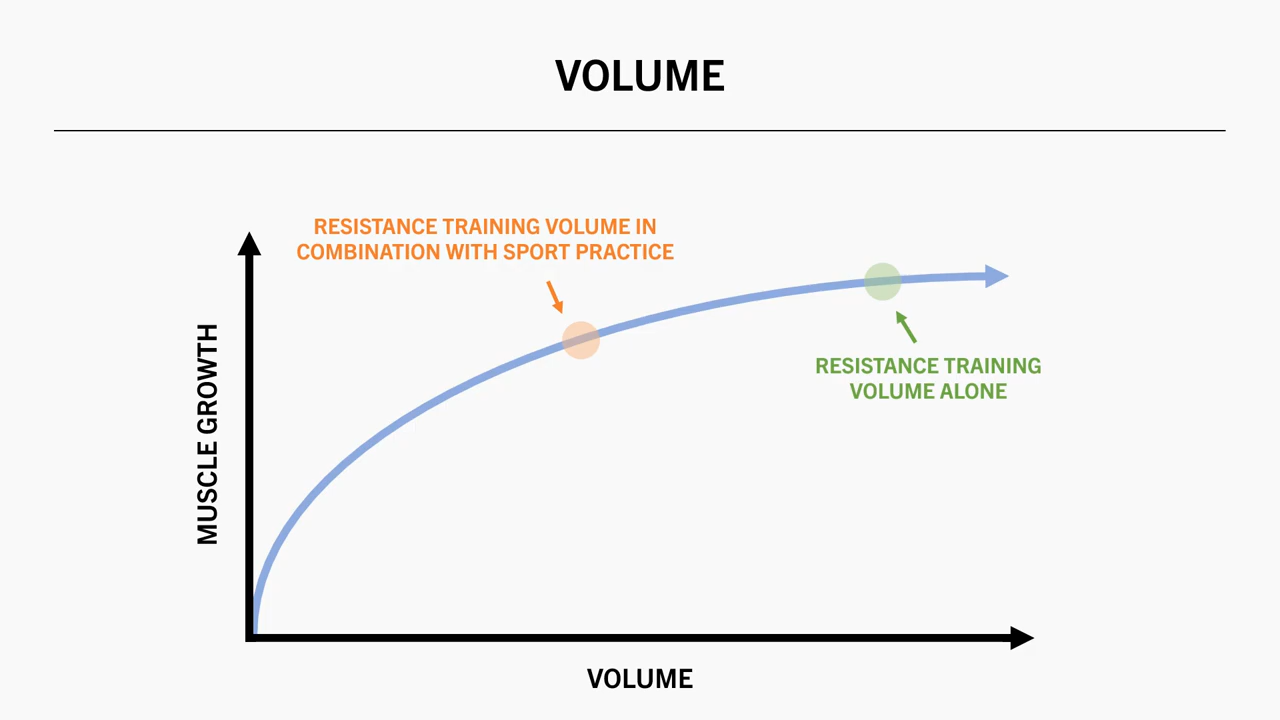 VOLUME
RESISTANCE TRAINING VOLUME IN
COMBINATION WITH SPORT PRACTICE
MUSCLE GROWTH
RESISTANCE TRAINING
VOLUME ALONE
VOLUME